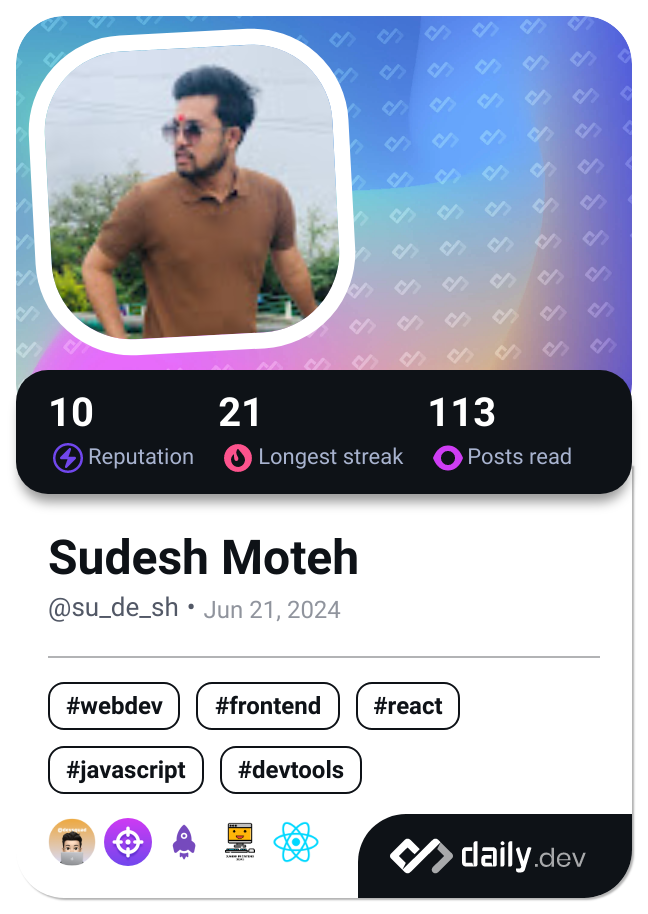 10 21 113
Reputation Longest streak Posts read
Sudesh Moteh
@su_de_sh • Jun 21, 2024
#webdev #frontend #react
#javascript #devtools
daily.dev